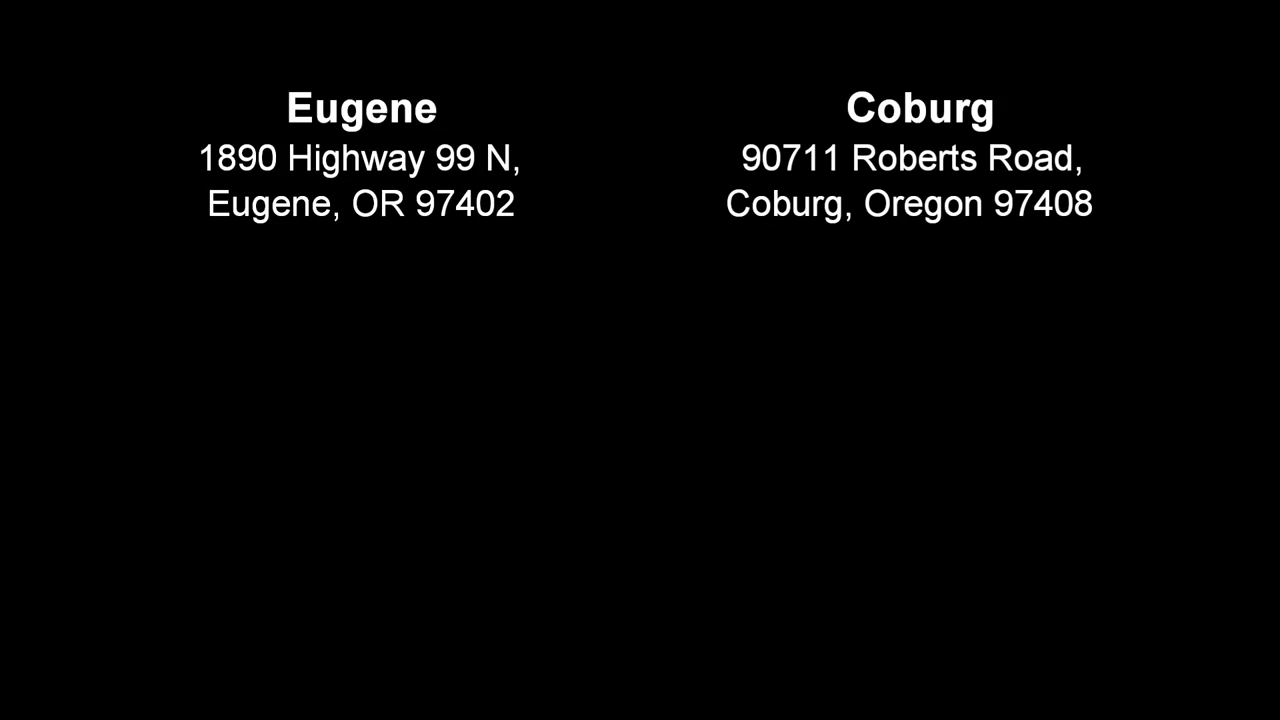 Eugene
1890 Highway 99 N,
Eugene, OR 97402
Coburg
90711 Roberts Road,
Coburg, Oregon 97408